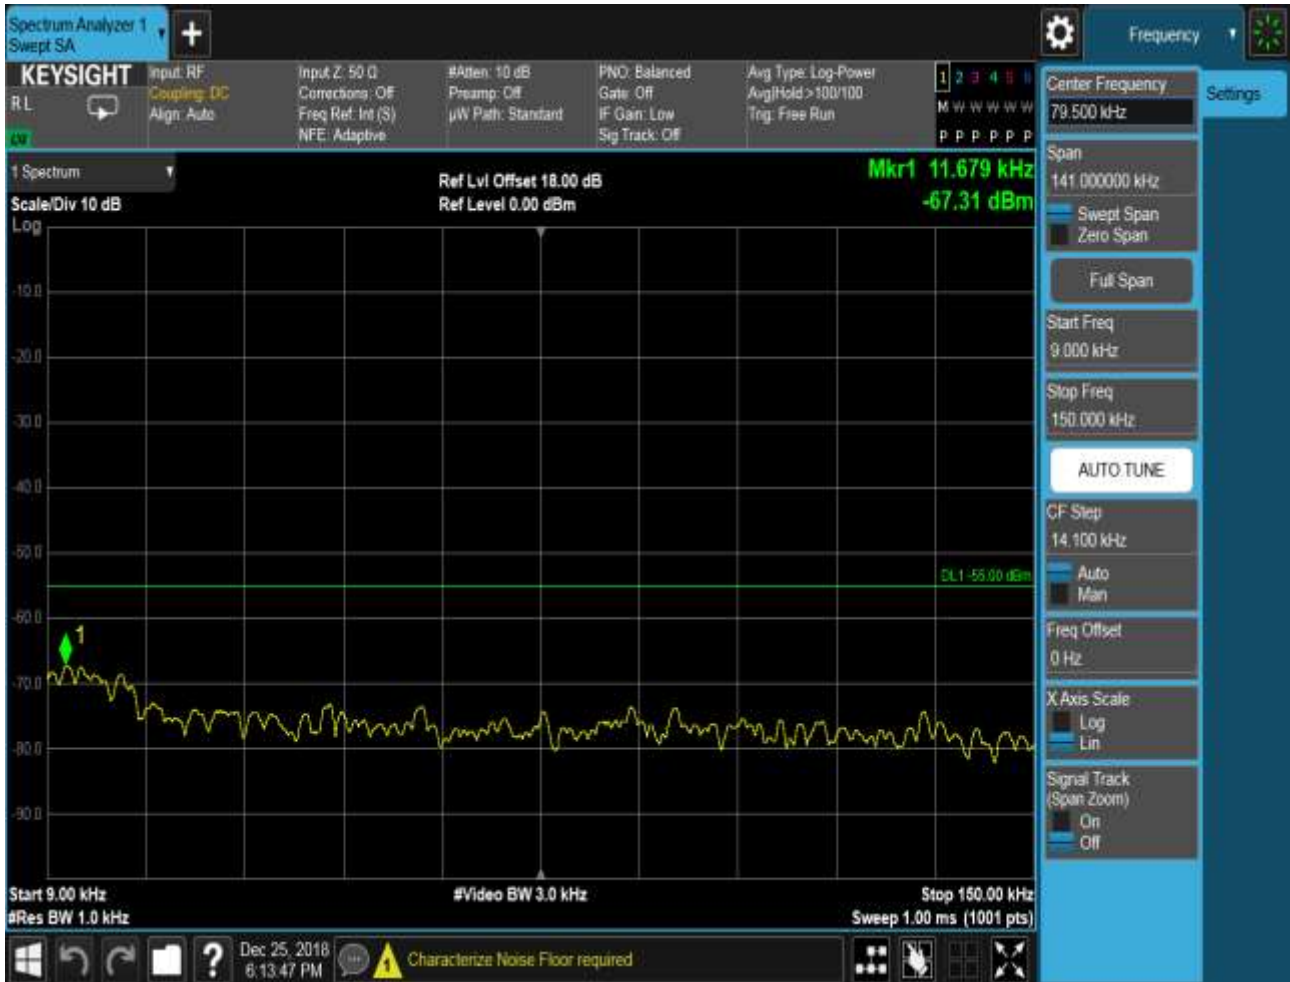 Spectrum Analyzer 1
Swept SA
Frequency
KEYSIGHT
R L
Input: RF
Coupling: DC
Align: Auto
Input Z: 50 Ω
Corrections: Off
Freq Ref: Int (S)
NFE: Adaptive
#Atten: 10 dB
Preamp: Off
µW Path: Standard
PNO: Balanced
Gate: Off
IF Gain: Low
Sig Track: Off
Avg Type: Log-Power
Avg|Hold:>100/100
Trig: Free Run
1 2 3 4 5 6
M W W W W W
P P P P P P
1 Spectrum
Scale/Div 10 dB
Log
Ref Lvl Offset 18.00 dB
Ref Level 0.00 dBm
Mkr1 11.679 kHz
-67.31 dBm
-10.0
-20.0
-30.0
-40.0
-50.0
-60.0
-70.0
-80.0
-90.0
DL1 -55.00 dBm
1
Start 9.00 kHz
#Res BW 1.0 kHz
#Video BW 3.0 kHz
Stop 150.00 kHz
Sweep 1.00 ms (1001 pts)
Center Frequency
79.500 kHz
Span
141.000000 kHz
Swept Span
Zero Span
Full Span
Start Freq
9.000 kHz
Stop Freq
150.000 kHz
AUTO TUNE
CF Step
14.100 kHz
Auto
Man
Freq Offset
0 Hz
X Axis Scale
Log
Lin
Signal Track
(Span Zoom)
On
Off
Settings
Dec 25, 2018
6:13:47 PM
Characterize Noise Floor required